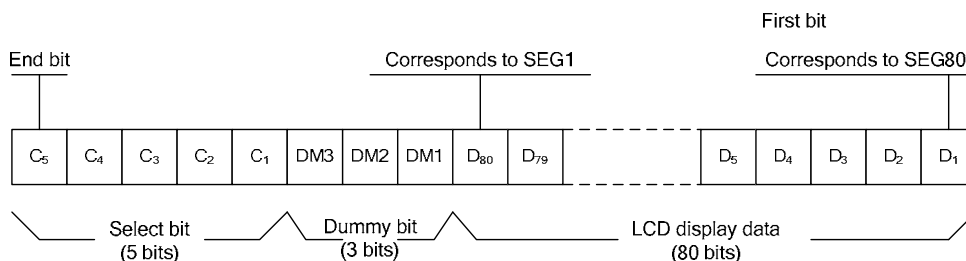 First bit
End bit Corresponds to SEG1 Corresponds to SEG80
C₅ C₄ C₃ C₂ C₁ DM3 DM2 DM1 D₈₀ D₇₉ D₅ D₄ D₃ D₂ D₁
Select bit Dummy bit LCD display data
(5 bits) (3 bits) (80 bits)